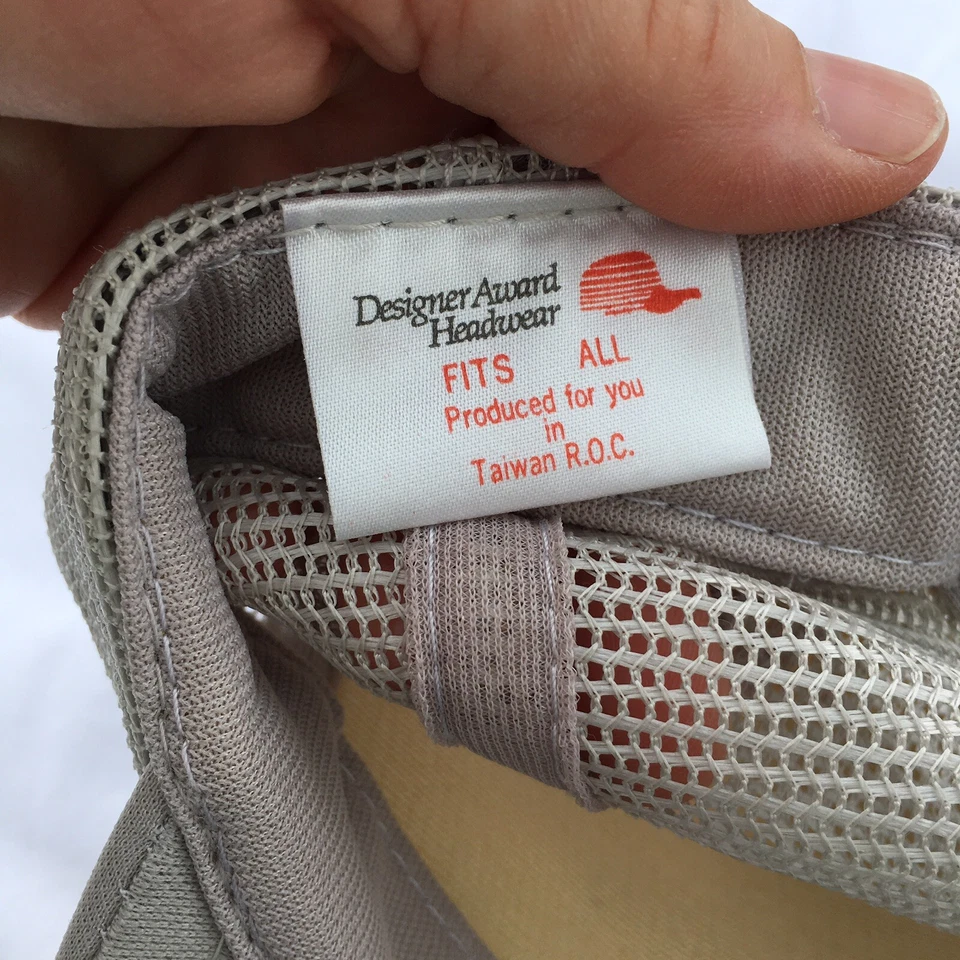 Designer Award
Headwear
FITS ALL
Produced for you
in
Taiwan R.O.C.